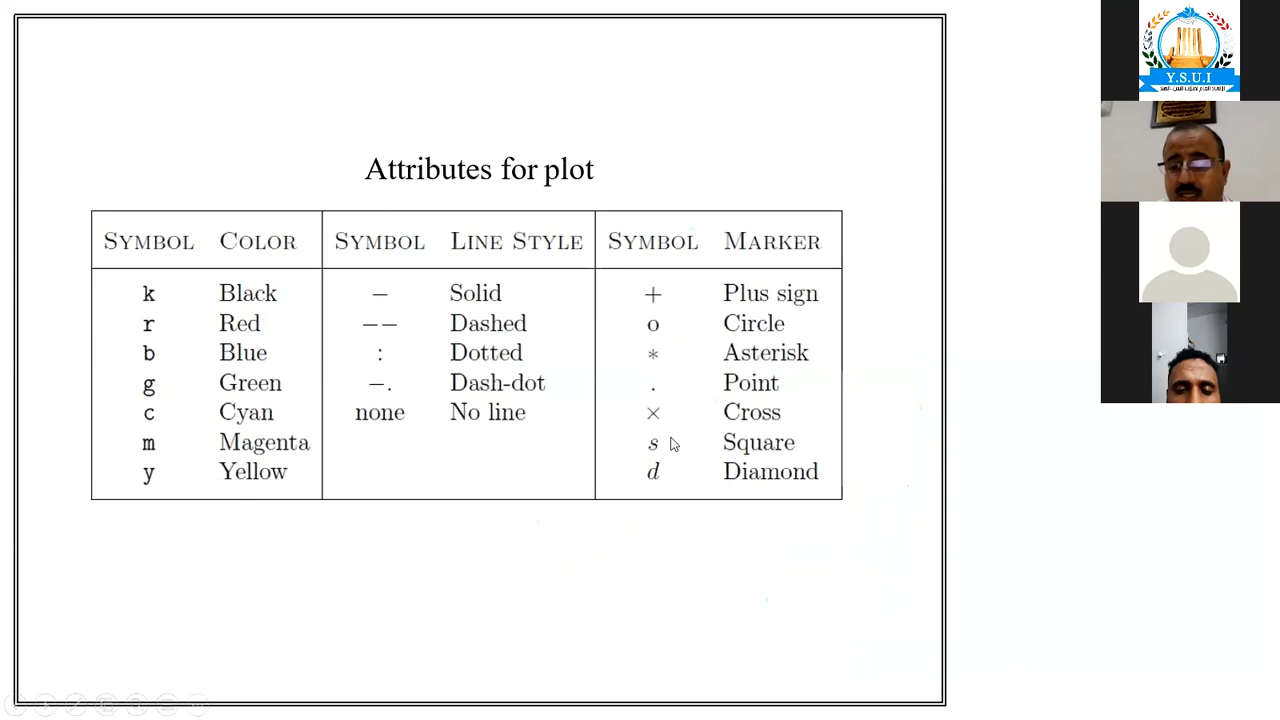 Attributes for plot
SYMBOL COLOR SYMBOL LINE STYLE SYMBOL MARKER
k Black − Solid + Plus sign
r Red −− Dashed o Circle
b Blue : Dotted ∗ Asterisk
g Green −. Dash-dot . Point
c Cyan none No line × Cross
m Magenta s Square
y Yellow d Diamond
Y.S.U.I